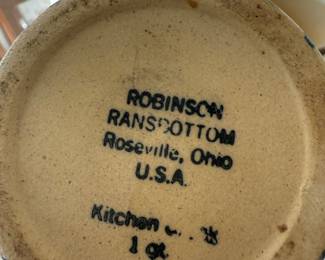 ROBINSON
RANSBOTTOM
Roseville, Ohio
U.S.A.
Kitchen
1 qt.